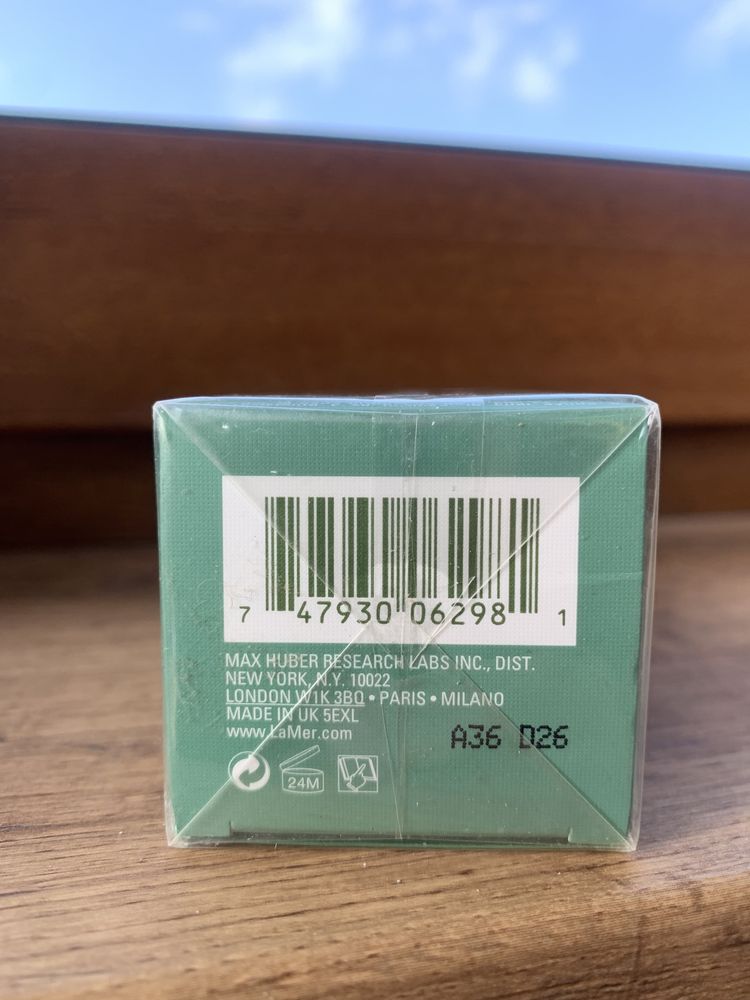 7 47930 06298 1
MAX HUBER RESEARCH LABS INC., DIST.
NEW YORK, N.Y. 10022
LONDON W1K 3BQ • PARIS • MILANO
MADE IN UK 5EXL
www.LaMer.com
A36 D26
24M